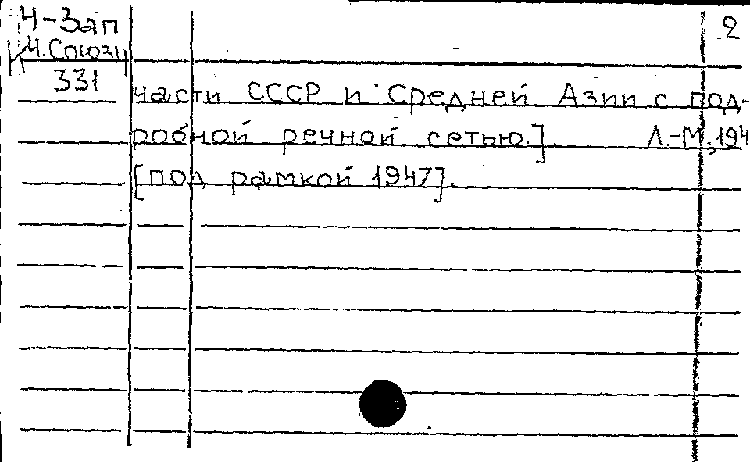 Ч-Зап
2
К Ч.Союзн
331
части СССР и Средней Азии с под-
робной речной сетью.] Л.-М.,194
[под рамкой 1947].